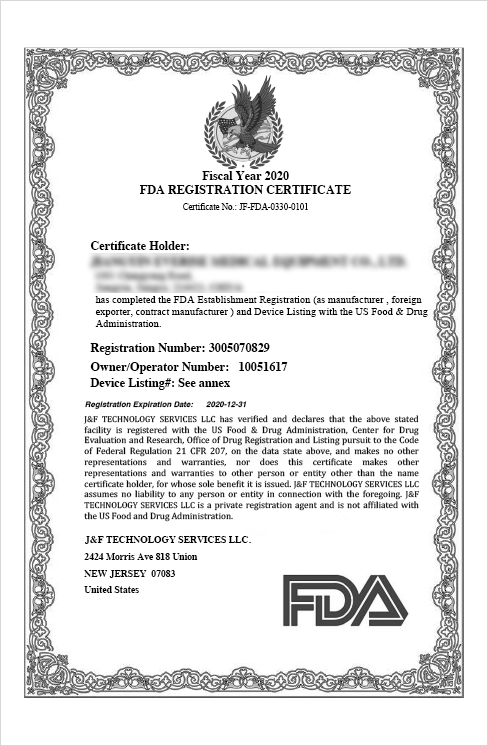 Fiscal Year 2020
FDA REGISTRATION CERTIFICATE
Certificate No.: JF-FDA-0330-0101
Certificate Holder:
has completed the FDA Establishment Registration (as manufacturer , foreign
exporter, contract manufacturer ) and Device Listing with the US Food & Drug
Administration.
Registration Number: 3005070829
Owner/Operator Number: 10051617
Device Listing#: See annex
Registration Expiration Date: 2020-12-31
J&F TECHNOLOGY SERVICES LLC has verified and declares that the above stated
facility is registered with the US Food & Drug Administration, Center for Drug
Evaluation and Research, Office of Drug Registration and Listing pursuant to the Code
of Federal Regulation 21 CFR 207, on the data state above, and makes no other
representations and warranties, nor does this certificate makes other
representations and warranties to any person or entity other than the name
certificate holder, for whose sole benefit it is issued. J&F TECHNOLOGY SERVICES LLC
assumes no liability to any person or entity in connection with the foregoing. J&F
TECHNOLOGY SERVICES LLC is a private registration agent and is not affiliated with
the US Food and Drug Administration.
J&F TECHNOLOGY SERVICES LLC.
2424 Morris Ave 818 Union
NEW JERSEY 07083
United States
FDA